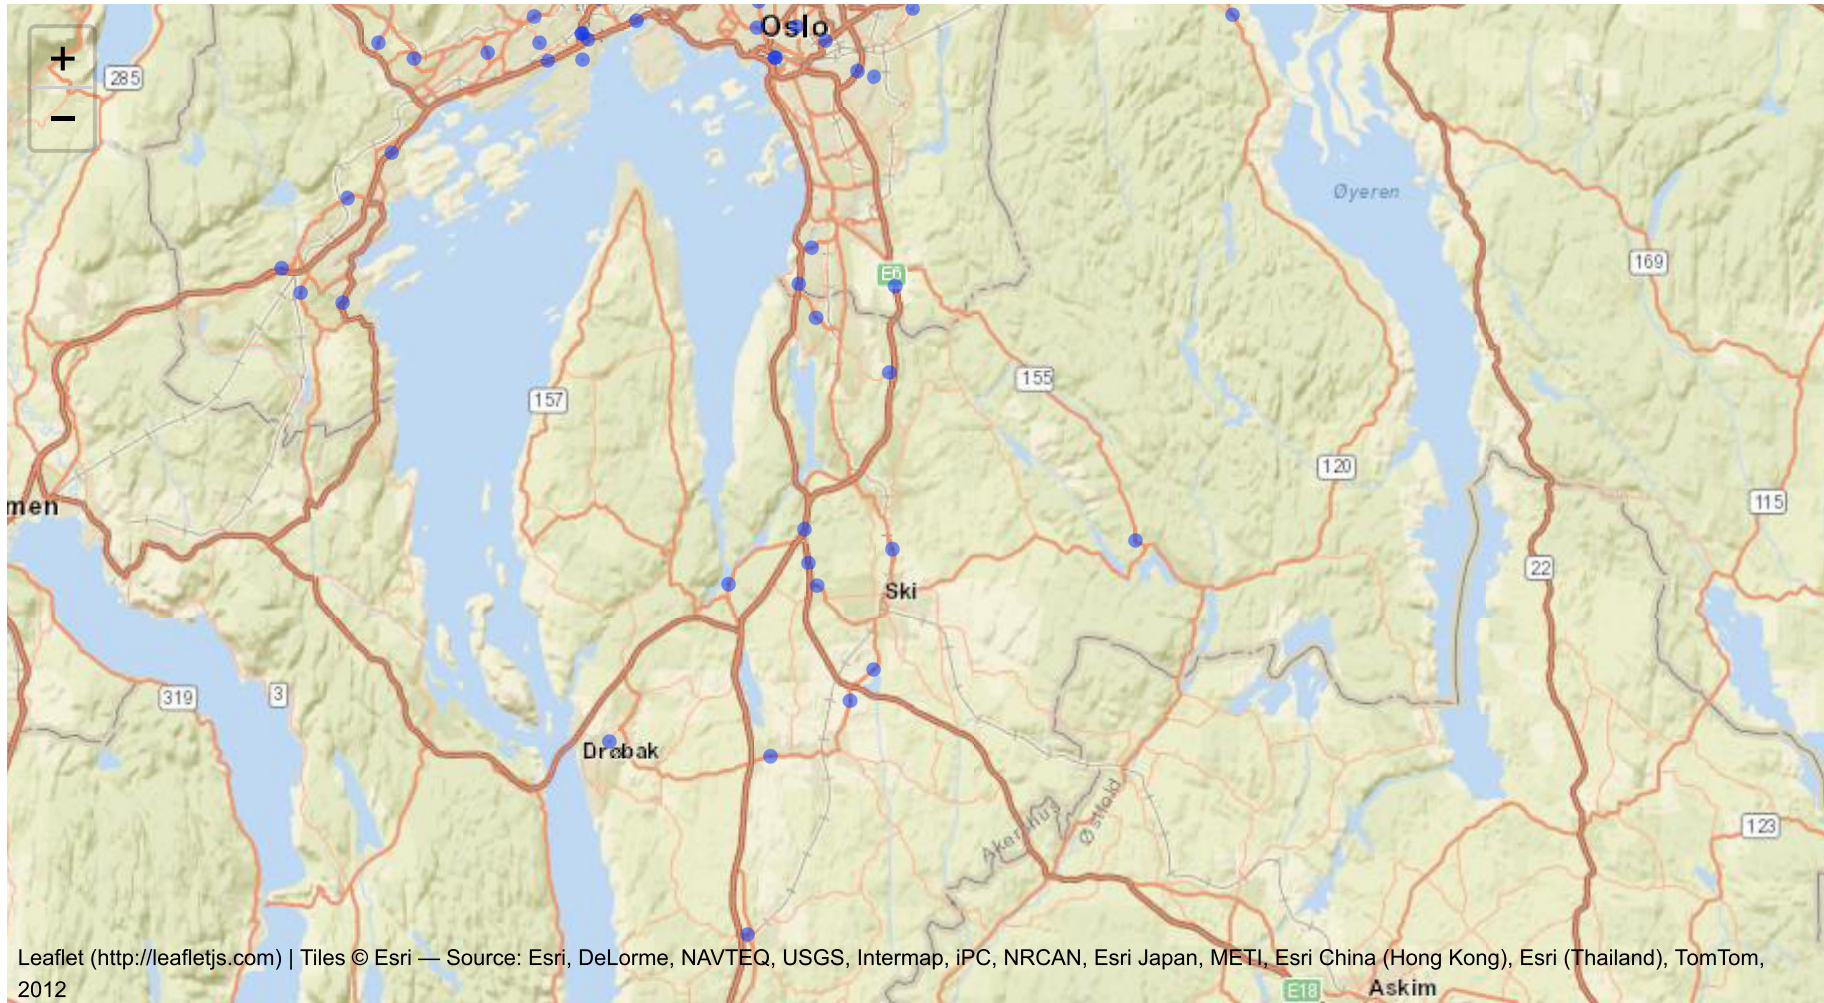 Oslo
+
285
−
Øyeren
169
E6
155
157
120
115
men
22
Ski
319
3
Drøbak
Akershus
Østfold
123
Leaflet (http://leafletjs.com) | Tiles © Esri — Source: Esri, DeLorme, NAVTEQ, USGS, Intermap, iPC, NRCAN, Esri Japan, METI, Esri China (Hong Kong), Esri (Thailand), TomTom,
2012
E18
Askim